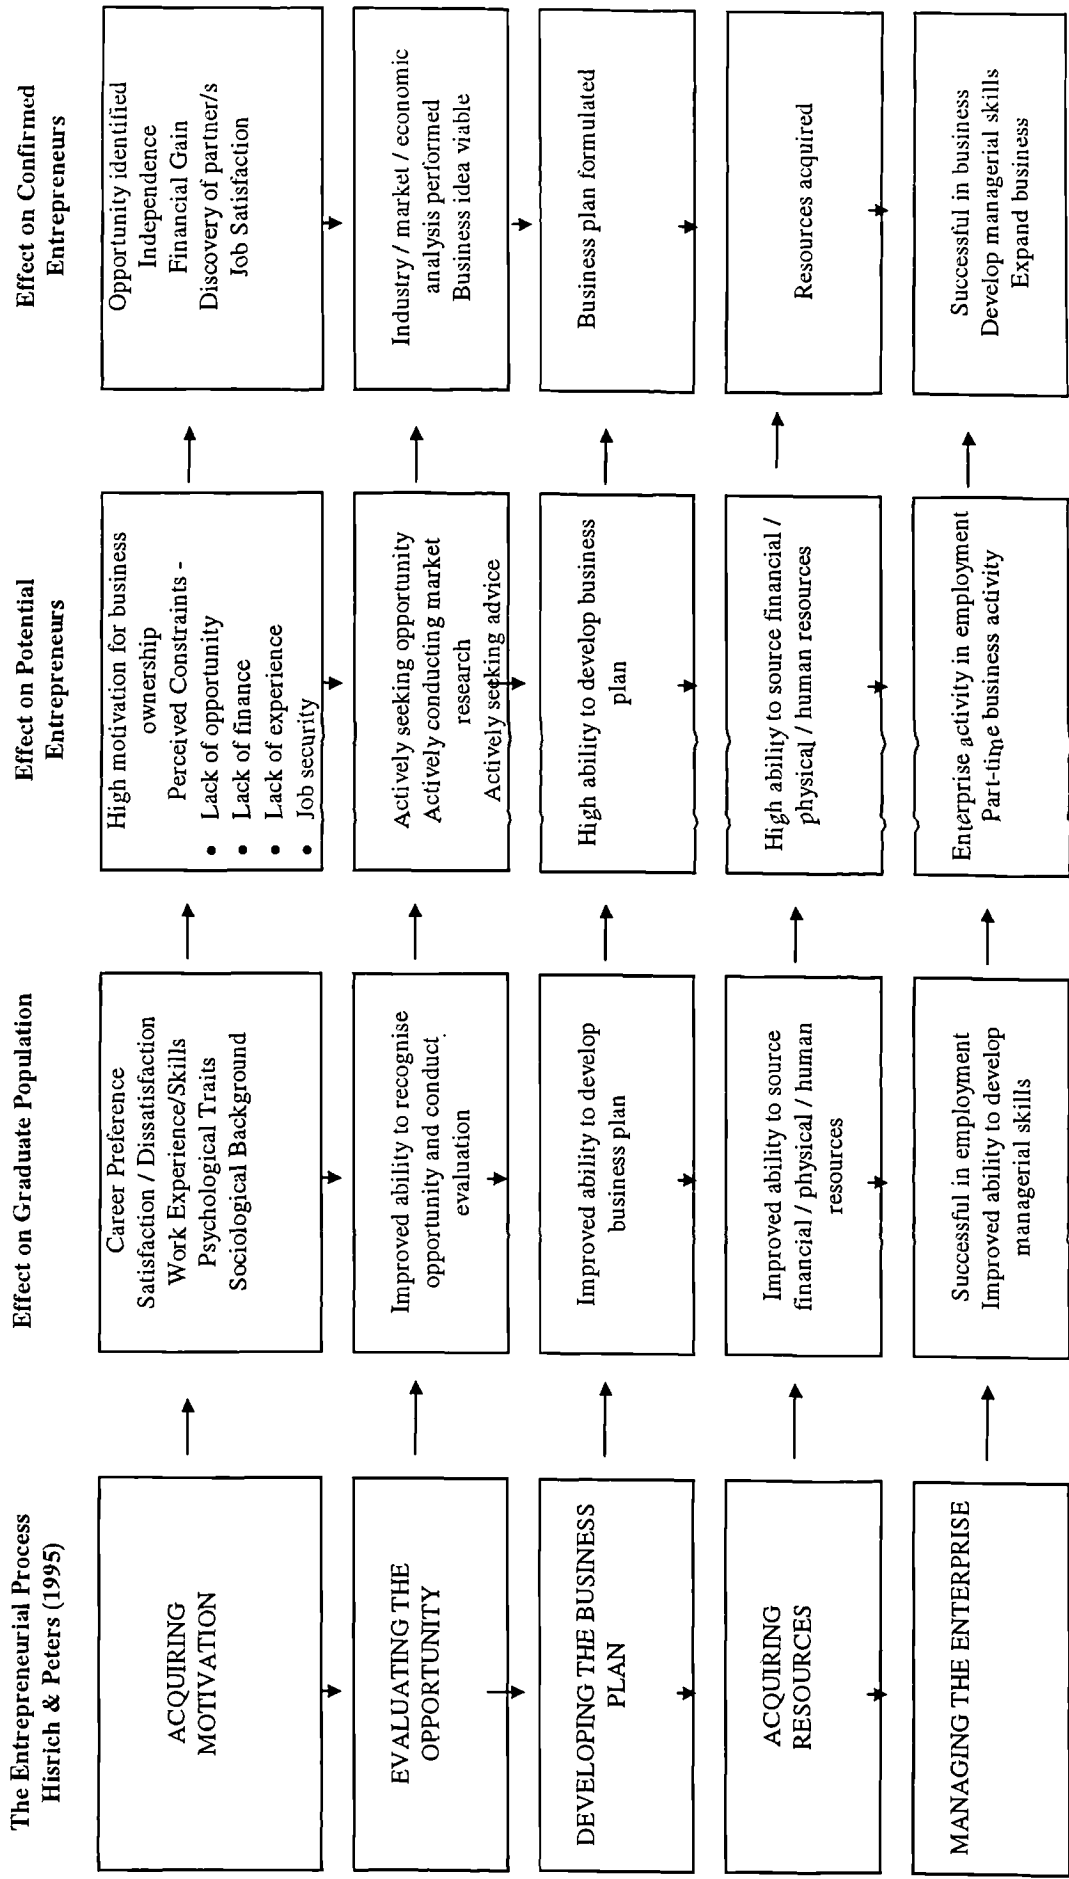 The Entrepreneurial Process
Hisrich & Peters (1995)
Effect on Graduate Population
Effect on Potential
Entrepreneurs
Effect on Confirmed
Entrepreneurs
ACQUIRING
MOTIVATION
Career Preference
Satisfaction / Dissatisfaction
Work Experience/Skills
Psychological Traits
Sociological Background
High motivation for business
ownership
Perceived Constraints -
• Lack of opportunity
• Lack of finance
• Lack of experience
• Job security
Opportunity identified
Independence
Financial Gain
Discovery of partner/s
Job Satisfaction
EVALUATING THE
OPPORTUNITY
Improved ability to recognise
opportunity and conduct
evaluation
Actively seeking opportunity
Actively conducting market
research
Actively seeking advice
Industry / market / economic
analysis performed
Business idea viable
DEVELOPING THE BUSINESS
PLAN
Improved ability to develop
business plan
High ability to develop business
plan
Business plan formulated
ACQUIRING
RESOURCES
Improved ability to source
financial / physical / human
resources
High ability to source financial /
physical / human resources
Resources acquired
MANAGING THE ENTERPRISE
Successful in employment
Improved ability to develop
managerial skills
Enterprise activity in employment
Part-time business activity
Successful in business
Develop managerial skills
Expand business